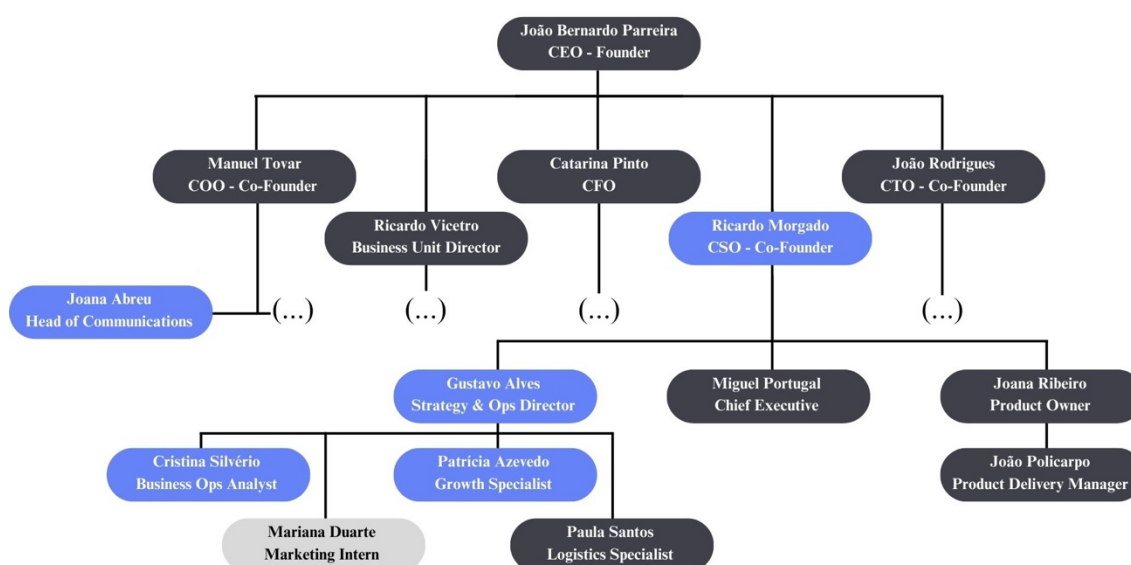 João Bernardo Parreira
CEO - Founder
Manuel Tovar
COO - Co-Founder
Catarina Pinto
CFO
João Rodrigues
CTO - Co-Founder
Ricardo Vicetro
Business Unit Director
Ricardo Morgado
CSO - Co-Founder
Joana Abreu
Head of Communications
(...)
(...)
(...)
(...)
Gustavo Alves
Strategy & Ops Director
Miguel Portugal
Chief Executive
Joana Ribeiro
Product Owner
Cristina Silvério
Business Ops Analyst
Patrícia Azevedo
Growth Specialist
João Policarpo
Product Delivery Manager
Mariana Duarte
Marketing Intern
Paula Santos
Logistics Specialist